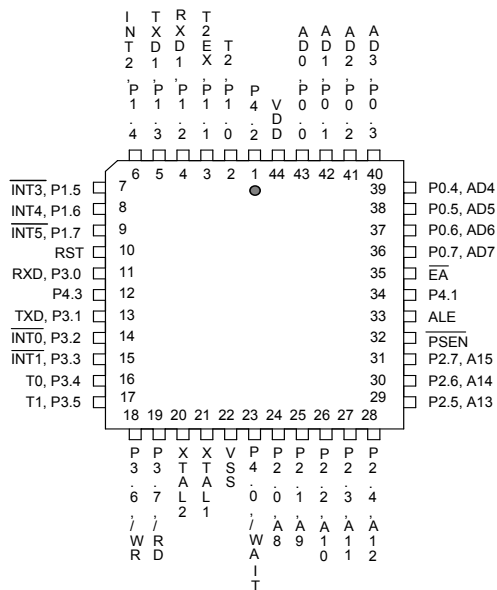 INT2,P1.4
TXD1,P1.3
RXD1,P1.2
T2EX,P1.1
T2,P1.0
P4.2
VDD
AD0,P0.0
AD1,P0.1
AD2,P0.2
AD3,P0.3
6 5 4 3 2 1 44 43 42 41 40
INT3, P1.5 7
INT4, P1.6 8
INT5, P1.7 9
RST 10
RXD, P3.0 11
P4.3 12
TXD, P3.1 13
INT0, P3.2 14
INT1, P3.3 15
T0, P3.4 16
T1, P3.5 17
39 P0.4, AD4
38 P0.5, AD5
37 P0.6, AD6
36 P0.7, AD7
35 EA
34 P4.1
33 ALE
32 PSEN
31 P2.7, A15
30 P2.6, A14
29 P2.5, A13
18 19 20 21 22 23 24 25 26 27 28
P3.6,/WR
P3.7,/RD
XTAL2
XTAL1
VSS
P4.0,/WAIT
P2.0,A8
P2.1,A9
P2.2,A10
P2.3,A11
P2.4,A12